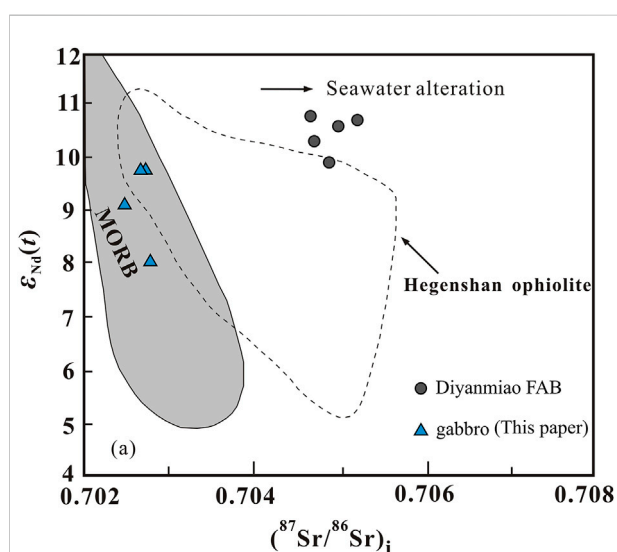 12
11
10
9
8
7
6
5
4
ε_Nd(t)
Seawater alteration
MORB
Hegenshan ophiolite
Diyanmiao FAB
gabbro (This paper)
(a)
0.702 0.704 0.706 0.708
(⁸⁷Sr/⁸⁶Sr)ᵢ